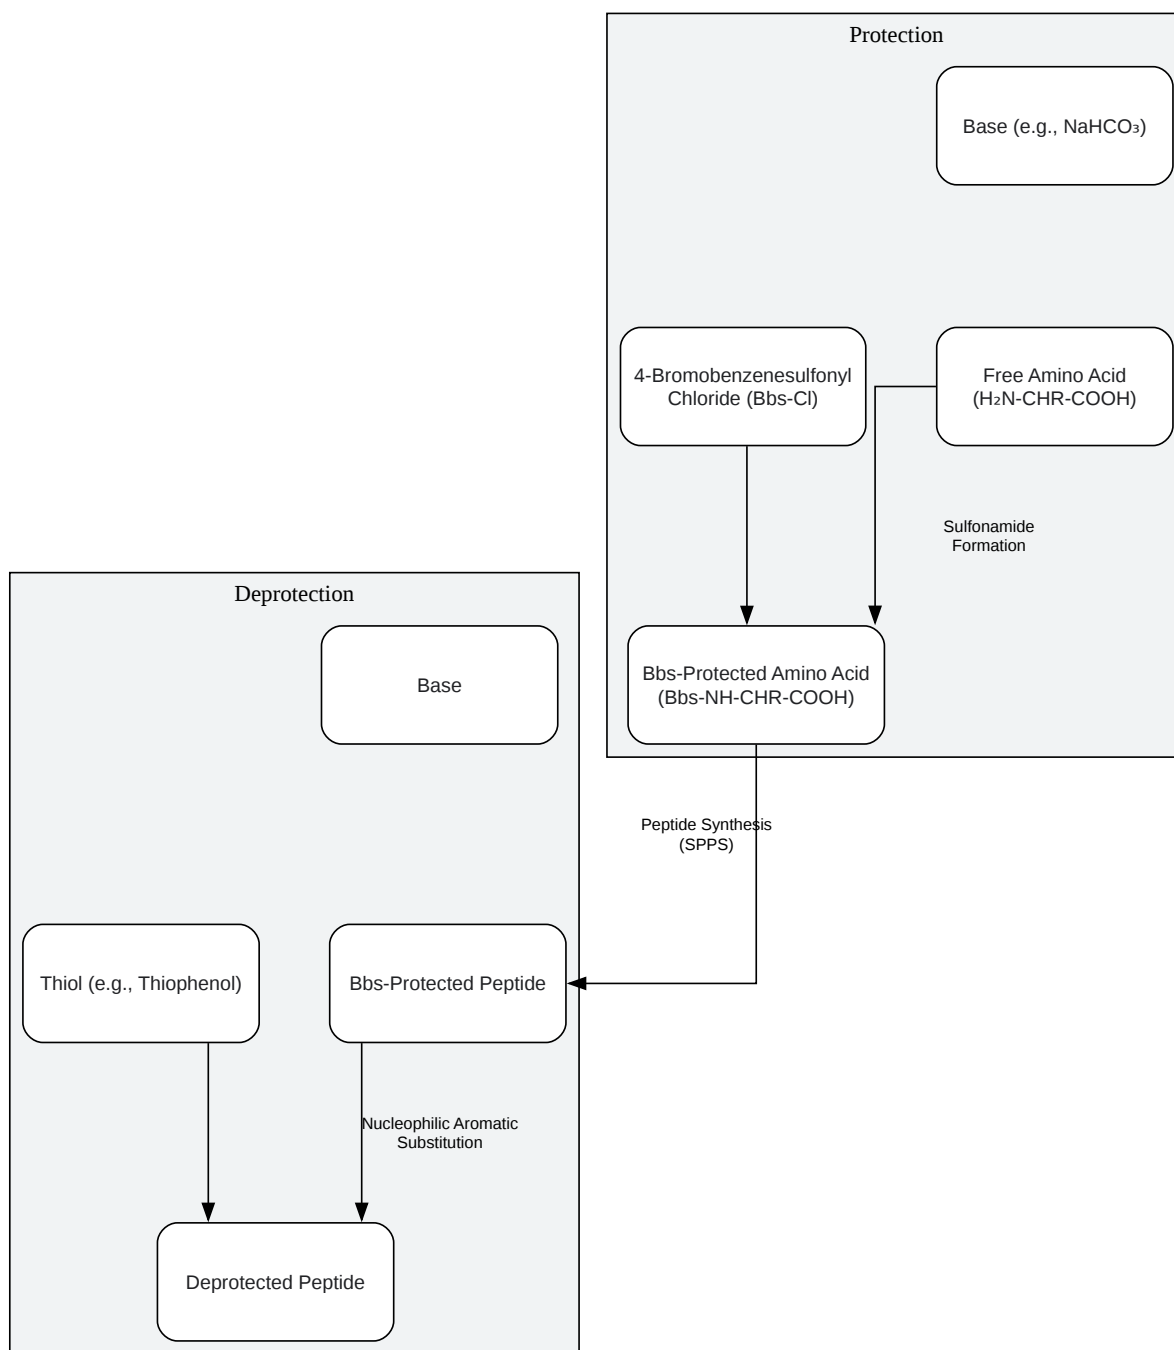 Protection
Base (e.g., NaHCO₃)
4-Bromobenzenesulfonyl
Chloride (Bbs-Cl)
Free Amino Acid
(H₂N-CHR-COOH)
Sulfonamide
Formation
Bbs-Protected Amino Acid
(Bbs-NH-CHR-COOH)
Peptide Synthesis
(SPPS)
Deprotection
Base
Thiol (e.g., Thiophenol)
Bbs-Protected Peptide
Nucleophilic Aromatic
Substitution
Deprotected Peptide